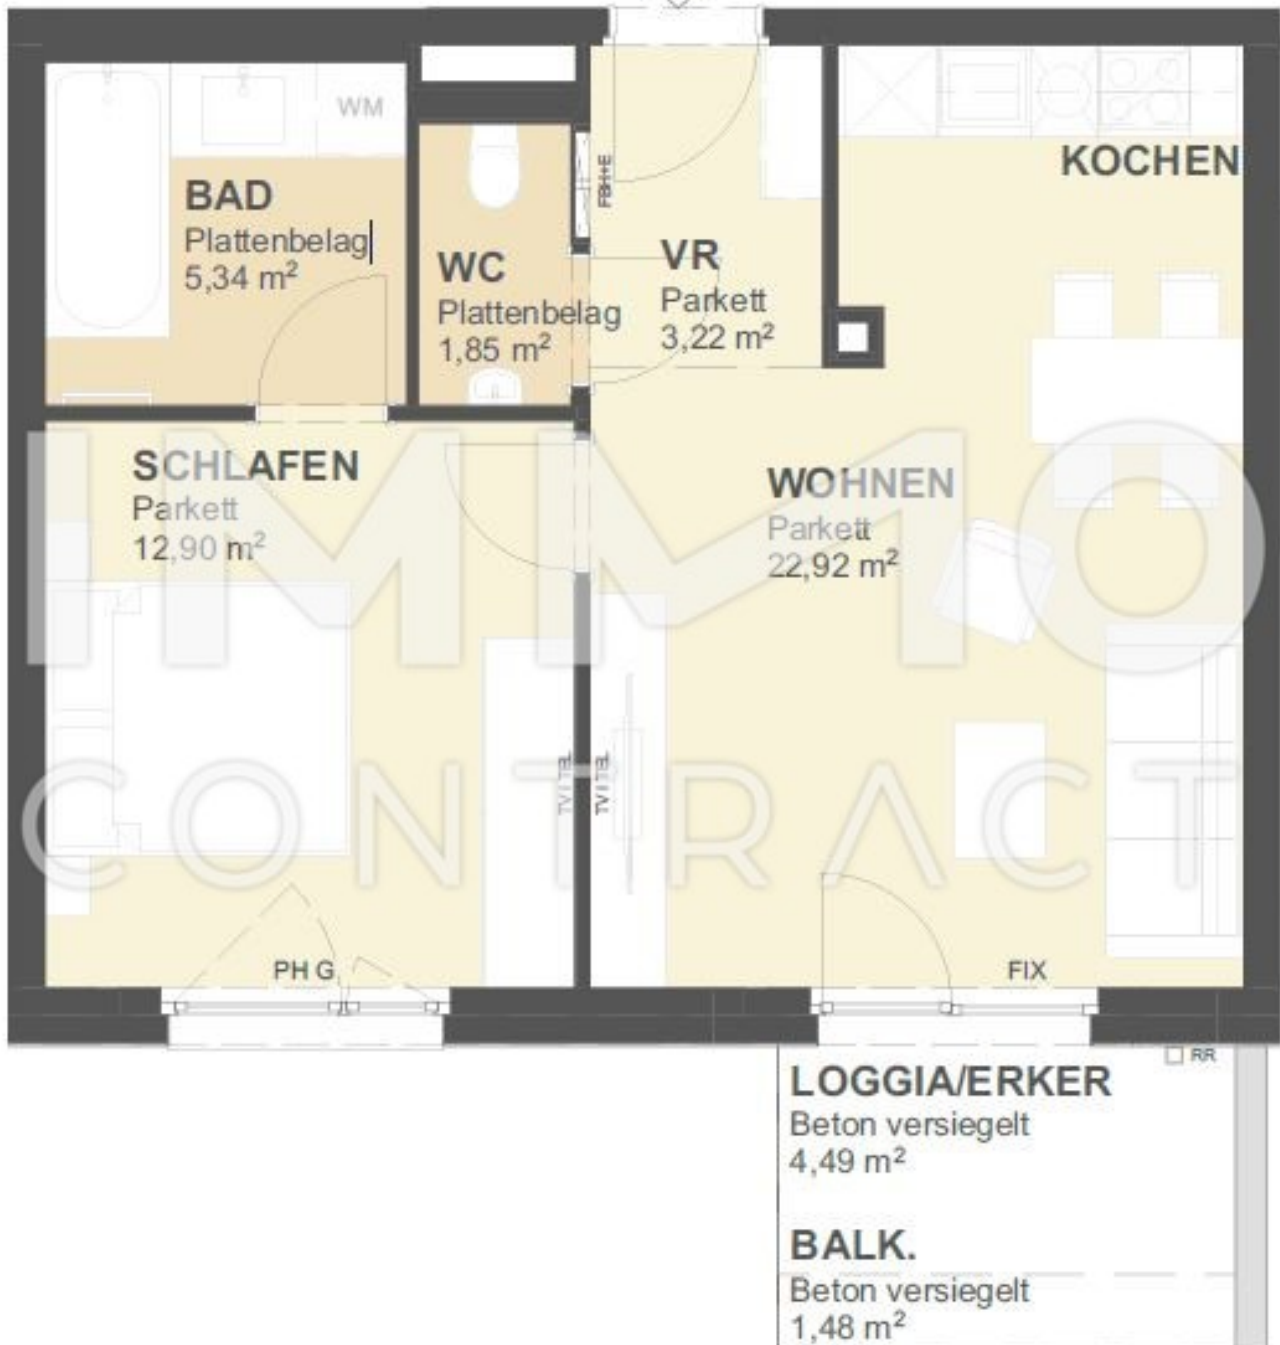 WM
BAD
Plattenbelag
5,34 m²
WC
Plattenbelag
1,85 m²
FBH+E
VR
Parkett
3,22 m²
KOCHEN
SCHLAFEN
Parkett
12,90 m²
WOHNEN
Parkett
22,92 m²
IMMO
CONTRACT
TV I TEL
TV I TEL
PH G
FIX
RR
LOGGIA/ERKER
Beton versiegelt
4,49 m²
BALK.
Beton versiegelt
1,48 m²